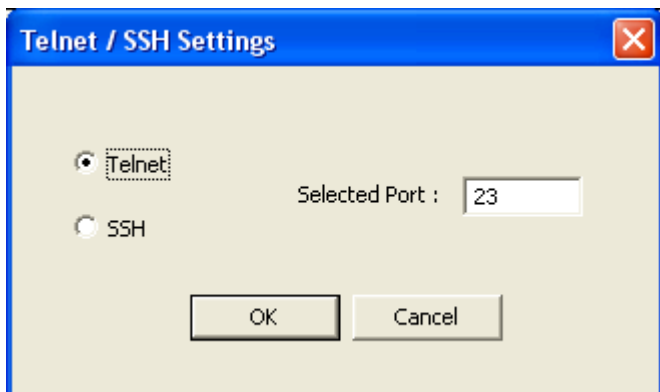 Telnet / SSH Settings
Telnet
Selected Port : 23
SSH
OK Cancel